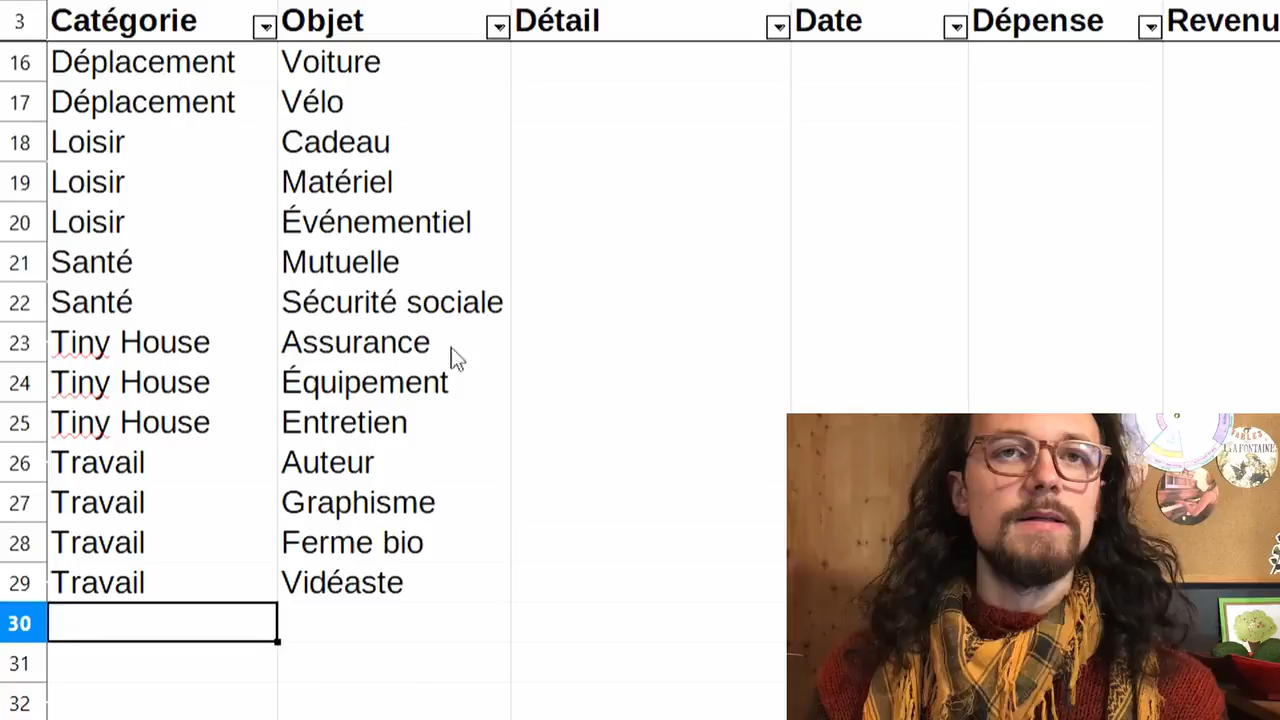 3 Catégorie Objet Détail Date Dépense Revenu
16 Déplacement Voiture
17 Déplacement Vélo
18 Loisir Cadeau
19 Loisir Matériel
20 Loisir Événementiel
21 Santé Mutuelle
22 Santé Sécurité sociale
23 Tiny House Assurance
24 Tiny House Équipement
25 Tiny House Entretien
26 Travail Auteur
27 Travail Graphisme
28 Travail Ferme bio
29 Travail Vidéaste
30
31
32
LA FONTAINE